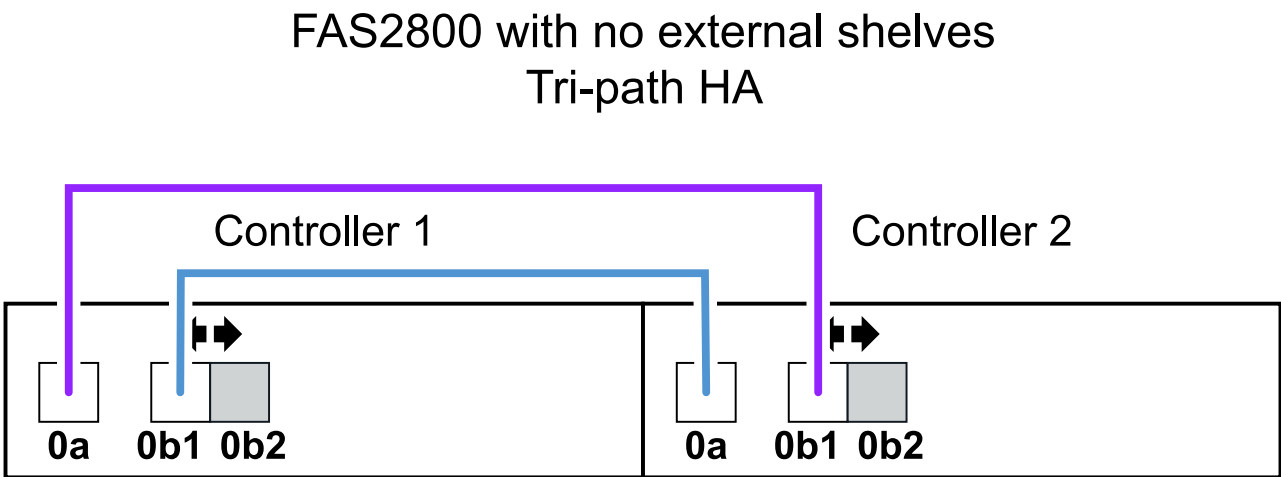 FAS2800 with no external shelves
Tri-path HA
Controller 1 Controller 2
0a 0b1 0b2 0a 0b1 0b2